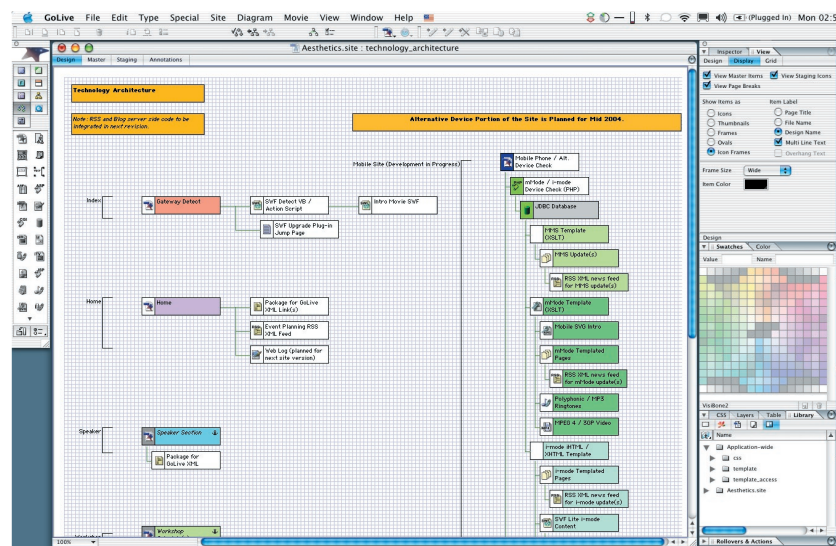 GoLive File Edit Type Special Site Diagram Movie View Window Help
(Plugged In) Mon 02:5
Aesthetics.site : technology_architecture
Design Master Staging Annotations
Technology Architecture
Note: RSS and Blog server side code to be
integrated in next revision.
Alternative Device Portion of the Site is Planned for Mid 2004.
Mobile Site (Development in Progress)
Mobile Phone / Alt.
Device Check
mMode / i-mode
Device Check (PHP)
JDBC Database
Index
Gateway Detect
SWF Detect VB /
Action Script
Intro Movie SWF
SWF Upgrade Plug-in
Jump Page
MMS Template
(XSLT)
MMS Update(s)
RSS XML news feed
for MMS update(s)
Home
Home
Package for GoLive
XML Link(s)
Event Planning RSS
XML Feed
Web Log (planned for
next site version)
mMode Template
(XSLT)
Mobile SVG Intro
mMode Templated
Pages
RSS XML news feed
for mMode update(s)
Polyphonic / MP3
Ringtones
MPEG 4 / 3GP Video
Speaker
Speaker Section
Package for
GoLive XML
i-mode iHTML /
XHTML Template
i-mode Templated
Pages
RSS XML news feed
for i-mode update(s)
SWF Lite i-mode
Content
Workshop
100%
Inspector View
Design Display Grid
View Master Items View Staging Icons
View Page Breaks
Show Items as Item Label
Icons Page Title
Thumbnails File Name
Frames Design Name
Ovals Multi Line Text
Icon Frames Overhang Text
Frame Size Wide
Item Color
Design
Swatches Color
Value Name
VisiBone2
CSS Layers Table Library
Name
Application-wide
css
template
template_access
Aesthetics.site
Rollovers & Actions